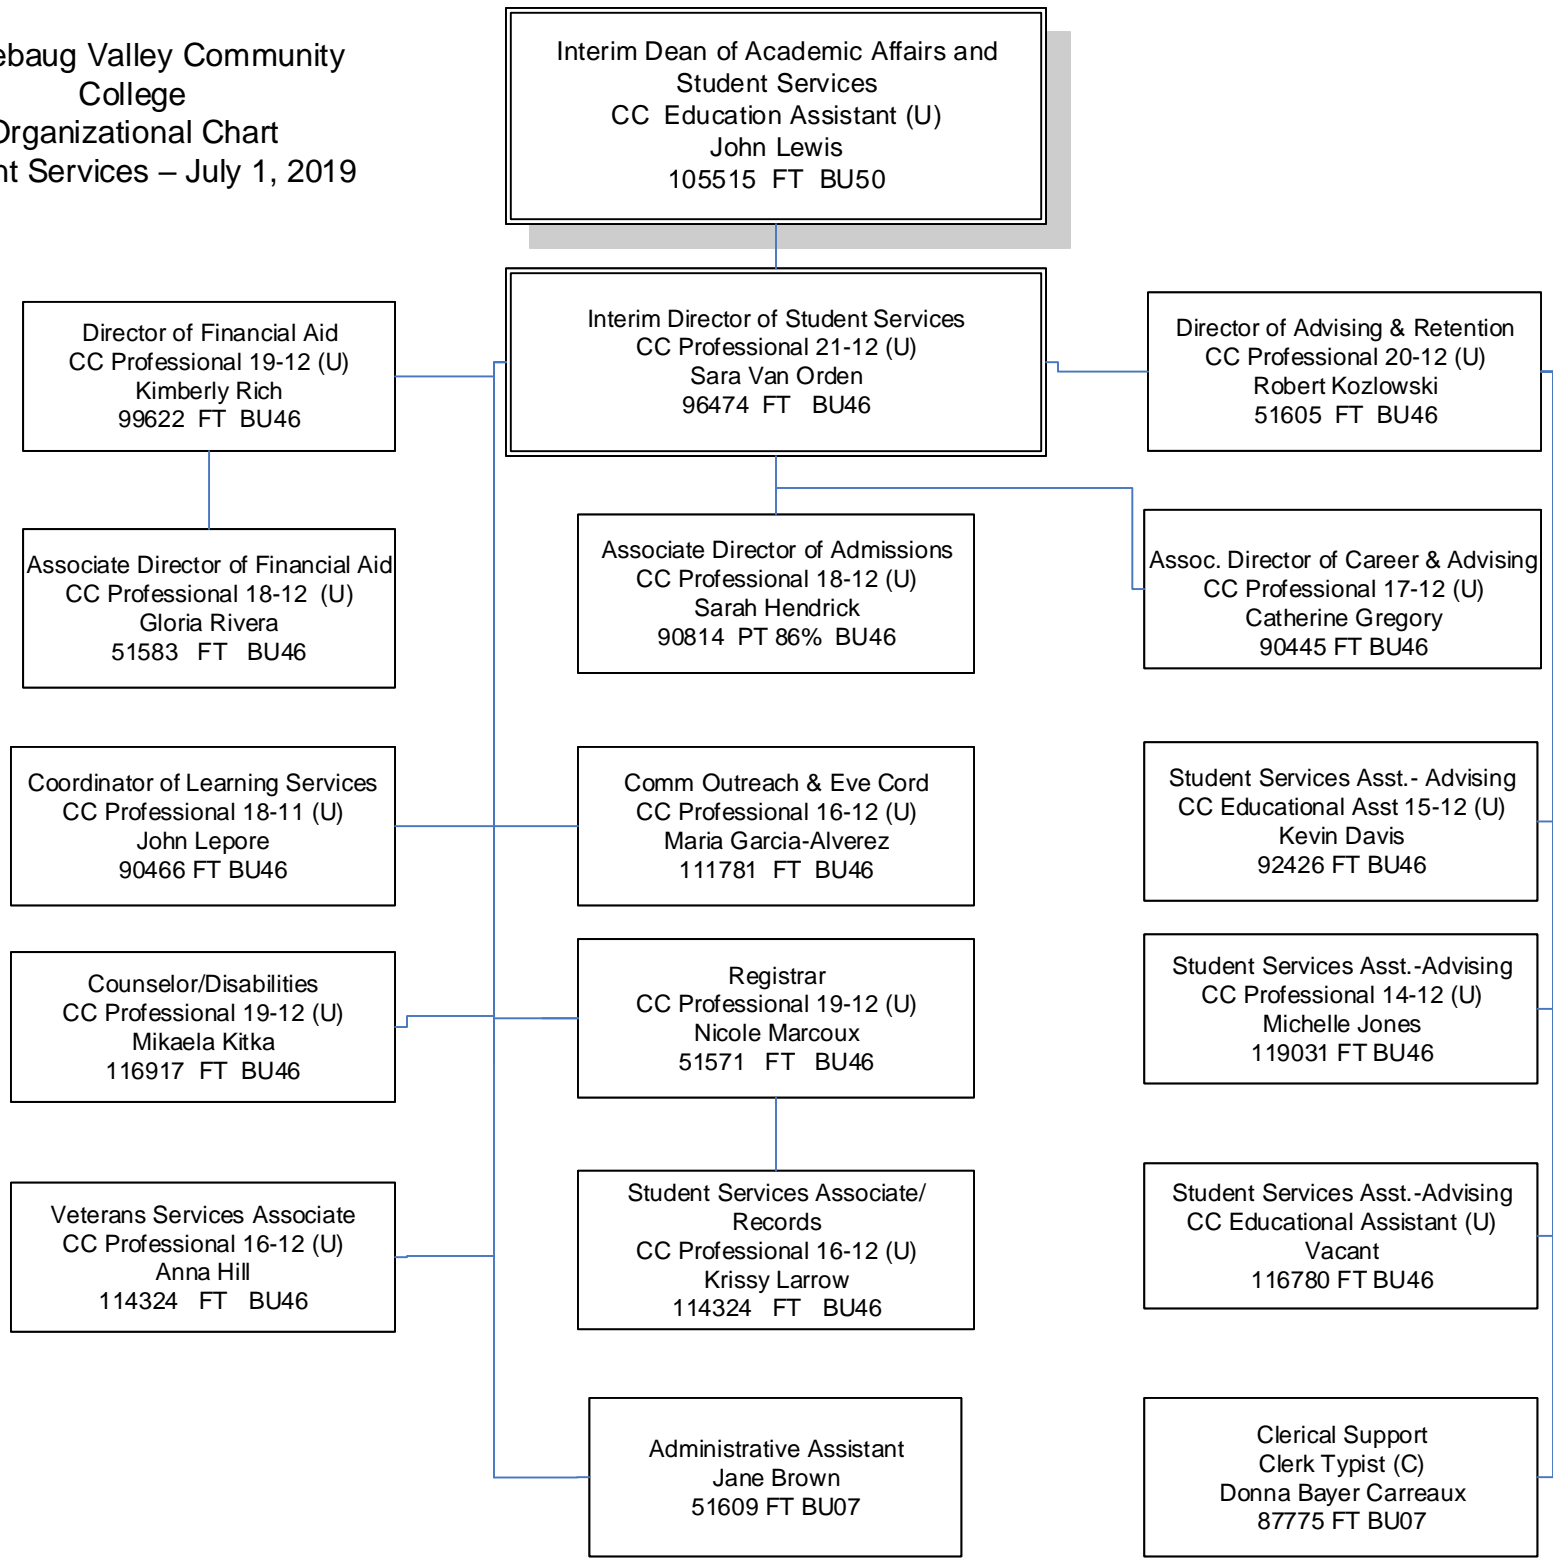 ebaug Valley Community
College
Organizational Chart
nt Services – July 1, 2019
Interim Dean of Academic Affairs and
Student Services
CC Education Assistant (U)
John Lewis
105515 FT BU50
Director of Financial Aid
CC Professional 19-12 (U)
Kimberly Rich
99622 FT BU46
Interim Director of Student Services
CC Professional 21-12 (U)
Sara Van Orden
96474 FT BU46
Director of Advising & Retention
CC Professional 20-12 (U)
Robert Kozlowski
51605 FT BU46
Associate Director of Financial Aid
CC Professional 18-12 (U)
Gloria Rivera
51583 FT BU46
Associate Director of Admissions
CC Professional 18-12 (U)
Sarah Hendrick
90814 PT 86% BU46
Assoc. Director of Career & Advising
CC Professional 17-12 (U)
Catherine Gregory
90445 FT BU46
Coordinator of Learning Services
CC Professional 18-11 (U)
John Lepore
90466 FT BU46
Comm Outreach & Eve Cord
CC Professional 16-12 (U)
Maria Garcia-Alverez
111781 FT BU46
Student Services Asst.- Advising
CC Educational Asst 15-12 (U)
Kevin Davis
92426 FT BU46
Counselor/Disabilities
CC Professional 19-12 (U)
Mikaela Kitka
116917 FT BU46
Registrar
CC Professional 19-12 (U)
Nicole Marcoux
51571 FT BU46
Student Services Asst.-Advising
CC Professional 14-12 (U)
Michelle Jones
119031 FT BU46
Veterans Services Associate
CC Professional 16-12 (U)
Anna Hill
114324 FT BU46
Student Services Associate/
Records
CC Professional 16-12 (U)
Krissy Larrow
114324 FT BU46
Student Services Asst.-Advising
CC Educational Assistant (U)
Vacant
116780 FT BU46
Administrative Assistant
Jane Brown
51609 FT BU07
Clerical Support
Clerk Typist (C)
Donna Bayer Carreaux
87775 FT BU07